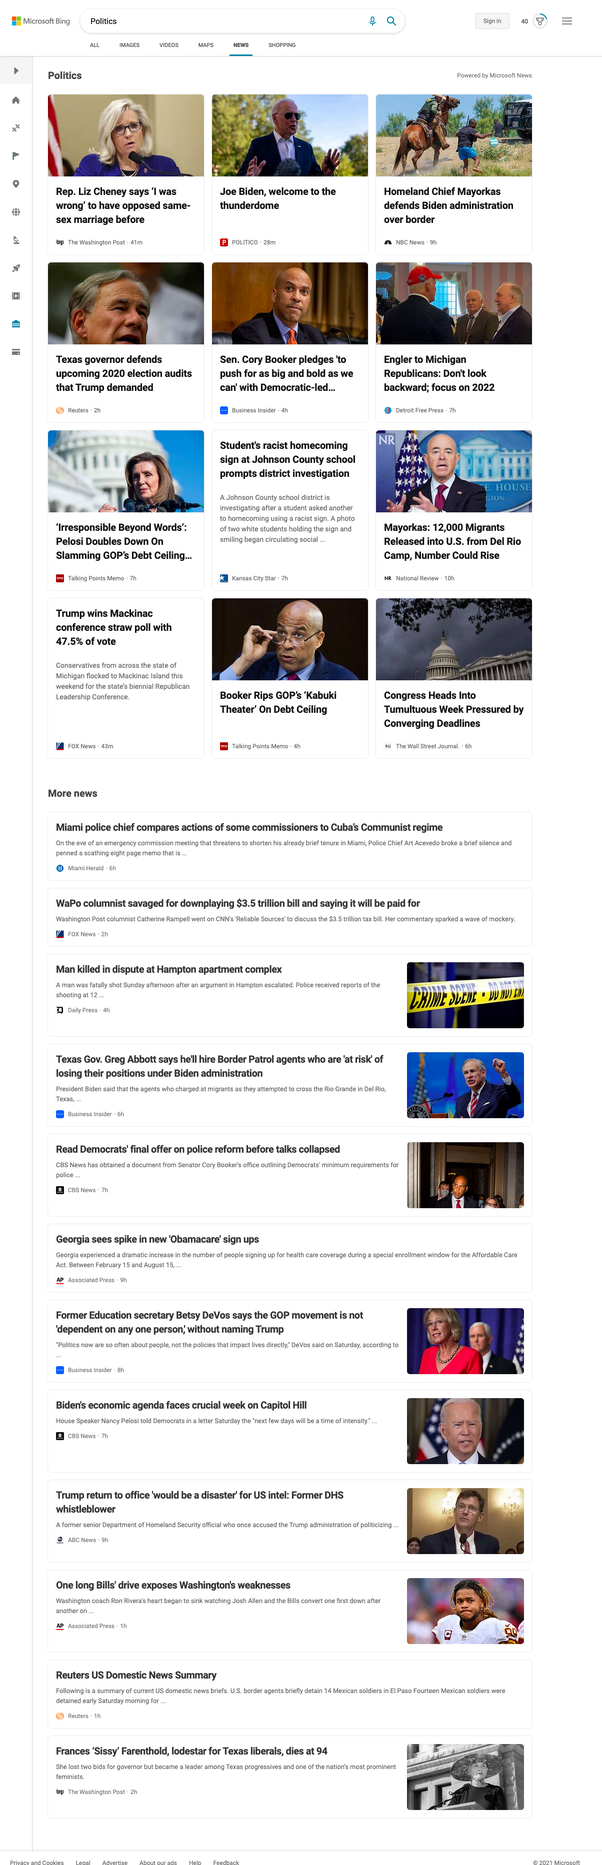 Microsoft Bing
Politics
Sign in
40
ALL IMAGES VIDEOS MAPS NEWS SHOPPING
Politics
Powered by Microsoft News
Rep. Liz Cheney says ‘I was
wrong’ to have opposed same-
sex marriage before
The Washington Post · 41m
Joe Biden, welcome to the
thunderdome
POLITICO · 28m
Homeland Chief Mayorkas
defends Biden administration
over border
NBC News · 9h
Texas governor defends
upcoming 2020 election audits
that Trump demanded
Reuters · 2h
Sen. Cory Booker pledges 'to
push for as big and bold as we
can' with Democratic-led…
Business Insider · 4h
Engler to Michigan
Republicans: Don't look
backward; focus on 2022
Detroit Free Press · 7h
‘Irresponsible Beyond Words’:
Pelosi Doubles Down On
Slamming GOP’s Debt Ceiling…
Talking Points Memo · 7h
Student's racist homecoming
sign at Johnson County school
prompts district investigation
A Johnson County school district is
investigating after a student asked another
to homecoming using a racist sign. A photo
of two white students holding the sign and
smiling began circulating social ...
Kansas City Star · 7h
NR
HOUSE
Mayorkas: 12,000 Migrants
Released into U.S. from Del Rio
Camp, Number Could Rise
NR National Review · 10h
Trump wins Mackinac
conference straw poll with
47.5% of vote
Conservatives from across the state of
Michigan flocked to Mackinac Island this
weekend for the state's biennial Republican
Leadership Conference.
FOX News · 43m
Booker Rips GOP’s ‘Kabuki
Theater’ On Debt Ceiling
Talking Points Memo · 4h
Congress Heads Into
Tumultuous Week Pressured by
Converging Deadlines
The Wall Street Journal. · 6h
More news
Miami police chief compares actions of some commissioners to Cuba's Communist regime
On the eve of an emergency commission meeting that threatens to shorten his already brief tenure in Miami, Police Chief Art Acevedo broke a brief silence and
penned a scathing eight page memo that is ...
Miami Herald · 6h
WaPo columnist savaged for downplaying $3.5 trillion bill and saying it will be paid for
Washington Post columnist Catherine Rampell went on CNN's 'Reliable Sources' to discuss the $3.5 trillion tax bill. Her commentary sparked a wave of mockery.
FOX News · 2h
Man killed in dispute at Hampton apartment complex
A man was fatally shot Sunday afternoon after an argument in Hampton escalated. Police received reports of the
shooting at 12 ...
Daily Press · 4h
CRIME SCENE - DO NOT ENT
Texas Gov. Greg Abbott says he'll hire Border Patrol agents who are 'at risk' of
losing their positions under Biden administration
President Biden said that the agents who charged at migrants as they attempted to cross the Rio Grande in Del Rio,
Texas, ...
Business Insider · 6h
Read Democrats' final offer on police reform before talks collapsed
CBS News has obtained a document from Senator Cory Booker's office outlining Democrats' minimum requirements for
police ...
CBS News · 7h
Georgia sees spike in new 'Obamacare' sign ups
Georgia experienced a dramatic increase in the number of people signing up for health care coverage during a special enrollment window for the Affordable Care
Act. Between February 15 and August 15, ...
AP Associated Press · 9h
Former Education secretary Betsy DeVos says the GOP movement is not
'dependent on any one person,' without naming Trump
"Politics now are so often about people, not the policies that impact lives directly," DeVos said on Saturday, according to
...
Business Insider · 8h
Biden's economic agenda faces crucial week on Capitol Hill
House Speaker Nancy Pelosi told Democrats in a letter Saturday the "next few days will be a time of intensity." ...
CBS News · 7h
Trump return to office 'would be a disaster' for US intel: Former DHS
whistleblower
A former senior Department of Homeland Security official who once accused the Trump administration of politicizing ...
ABC News · 9h
One long Bills' drive exposes Washington's weaknesses
Washington coach Ron Rivera's heart began to sink watching Josh Allen and the Bills convert one first down after
another on ...
AP Associated Press · 1h
Reuters US Domestic News Summary
Following is a summary of current US domestic news briefs. U.S. border agents briefly detain 14 Mexican soldiers in El Paso Fourteen Mexican soldiers were
detained early Saturday morning for ...
Reuters · 1h
Frances ‘Sissy’ Farenthold, lodestar for Texas liberals, dies at 94
She lost two bids for governor but became a leader among Texas progressives and one of the nation's most prominent
feminists.
The Washington Post · 2h
Privacy and Cookies Legal Advertise About our ads Help Feedback © 2021 Microsoft